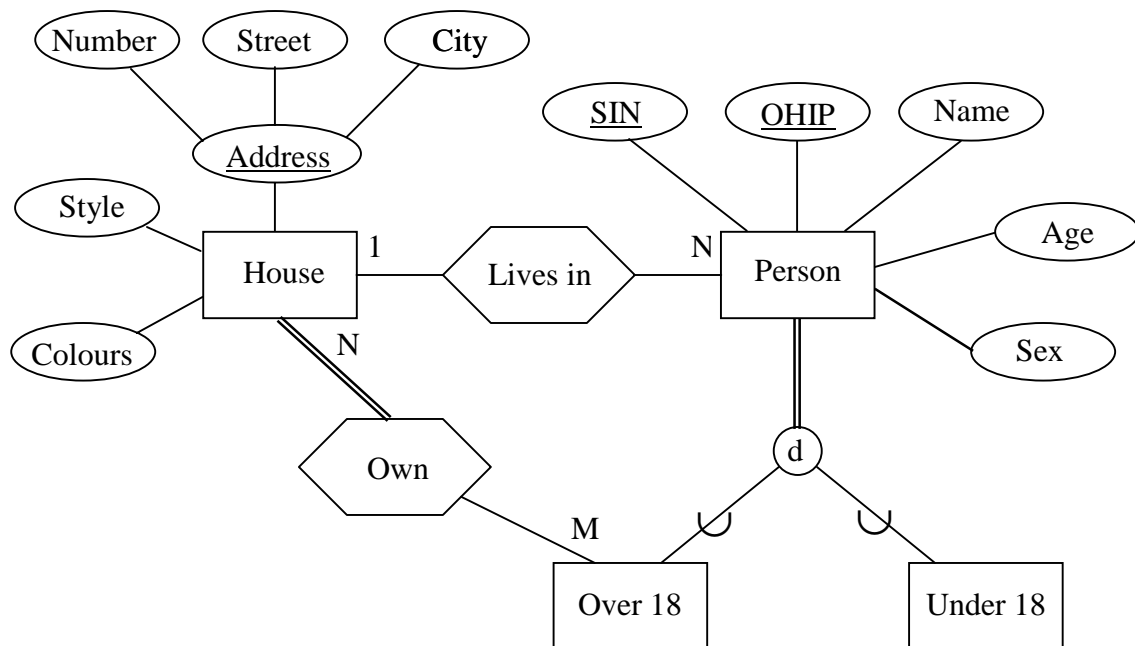 Number
Street
City
SIN
OHIP
Name
Address
Style
Age
House
1
Lives in
N
Person
Colours
N
Sex
d
Own
M
Over 18
Under 18